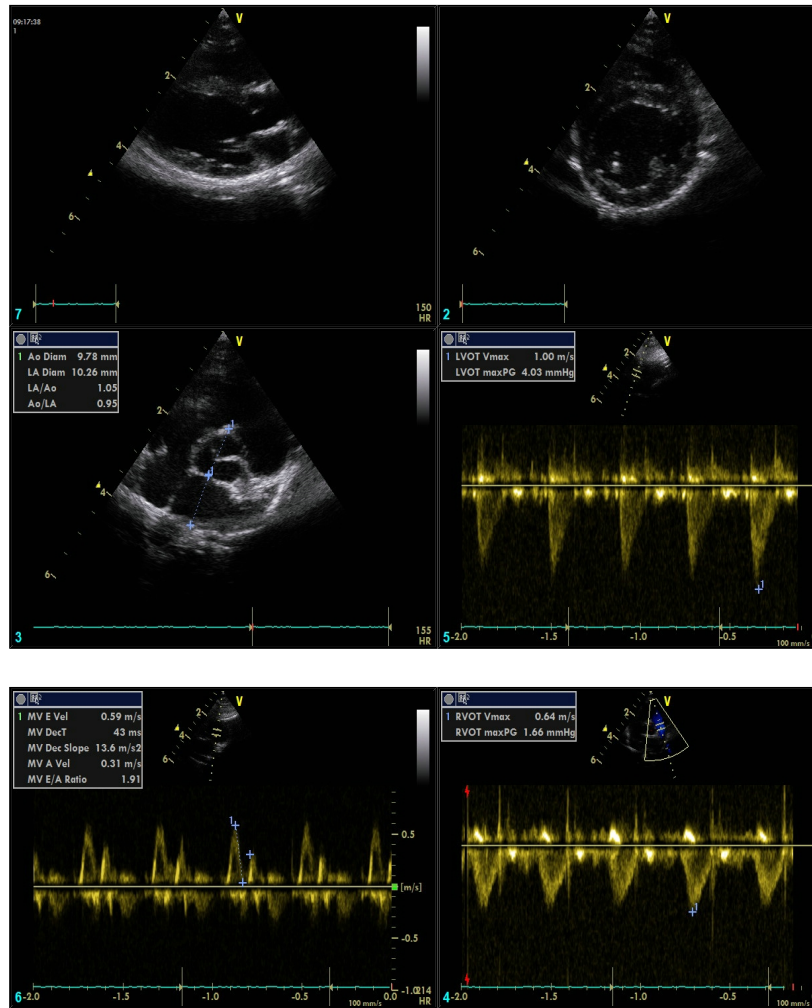 09:17:38
1
V
2
4
6
150
HR
7
V
2
4
6
2
1 Ao Diam 9.78 mm
LA Diam 10.26 mm
LA/Ao 1.05
Ao/LA 0.95
V
2
4
6
1
1
155
HR
3
1 LVOT Vmax 1.00 m/s
LVOT maxPG 4.03 mmHg
V
2
4
6
1
5
-2.0
-1.5
-1.0
-0.5
100 mm/s
1 MV E Vel 0.59 m/s
MV DecT 43 ms
MV Dec Slope 13.6 m/s2
MV A Vel 0.31 m/s
MV E/A Ratio 1.91
V
2
4
6
1
0.5
[m/s]
-0.5
-1.0
214
HR
6
-2.0
-1.5
-1.0
-0.5
0.0
100 mm/s
1 RVOT Vmax 0.64 m/s
RVOT maxPG 1.66 mmHg
V
2
4
6
1
4
-2.0
-1.5
-1.0
-0.5
100 mm/s